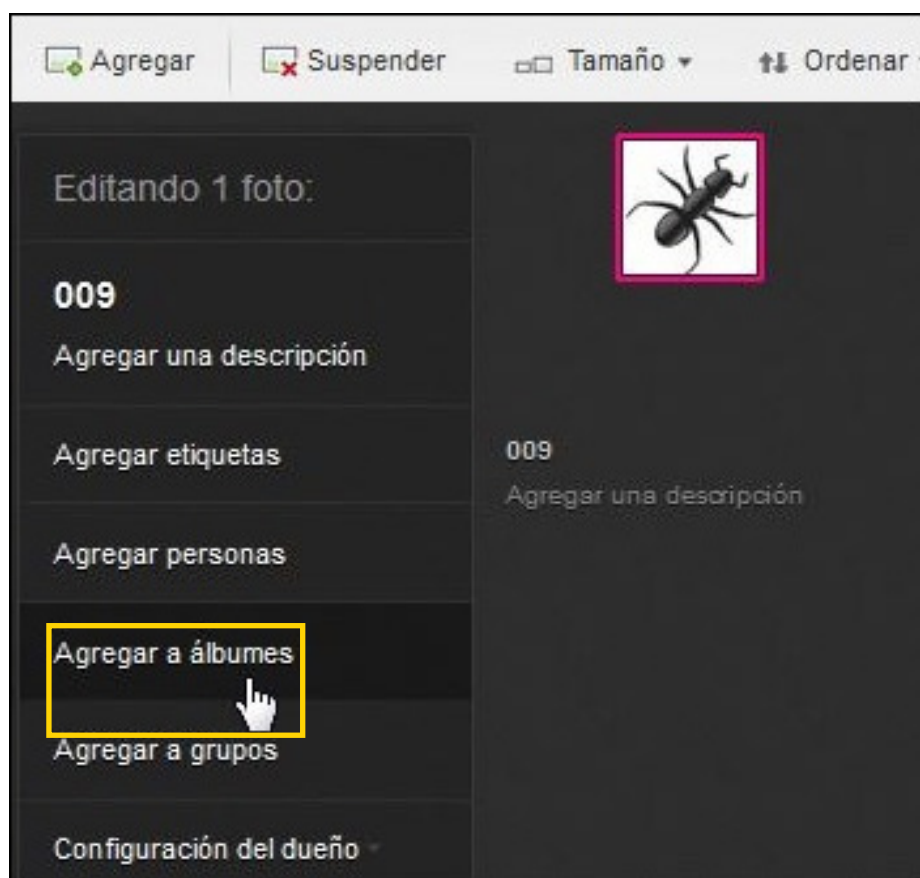 Agregar Suspender Tamaño Ordenar
Editando 1 foto:
009
Agregar una descripción
Agregar etiquetas
Agregar personas
Agregar a álbumes
Agregar a grupos
Configuración del dueño
009
Agregar una descripción